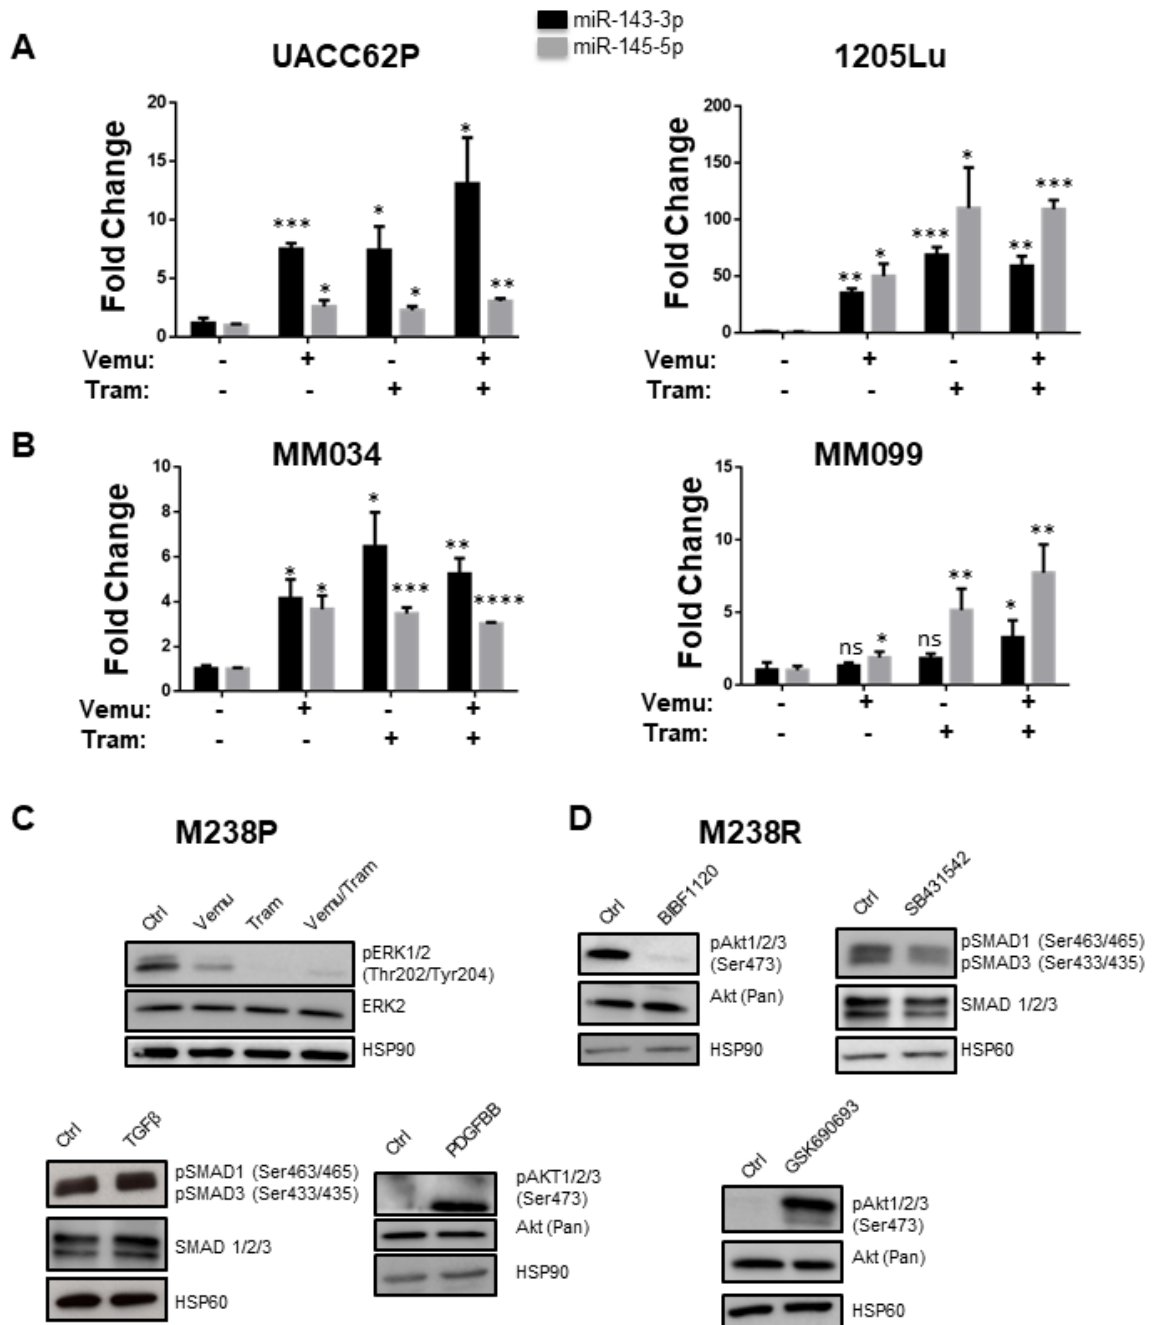 miR-143-3p
miR-145-5p
A
UACC62P
1205Lu
Fold Change
20
15
10
5
0
***
*
*
*
*
**
Vemu: - + - +
Tram: - - + +
Fold Change
200
150
100
50
0
**
*
***
*
**
***
Vemu: - + - +
Tram: - - + +
B
MM034
MM099
Fold Change
10
8
6
4
2
0
*
*
*
***
**
****
Vemu: - + - +
Tram: - - + +
Fold Change
15
10
5
0
ns
*
ns
**
*
**
Vemu: - + - +
Tram: - - + +
C
M238P
Ctrl Vemu Tram Vemu/Tram
pERK1/2
(Thr202/Tyr204)
ERK2
HSP90
Ctrl TGFβ
pSMAD1 (Ser463/465)
pSMAD3 (Ser433/435)
SMAD 1/2/3
HSP60
Ctrl PDGFBB
pAKT1/2/3
(Ser473)
Akt (Pan)
HSP90
D
M238R
Ctrl BIBF1120
pAkt1/2/3
(Ser473)
Akt (Pan)
HSP90
Ctrl SB431542
pSMAD1 (Ser463/465)
pSMAD3 (Ser433/435)
SMAD 1/2/3
HSP60
Ctrl GSK690693
pAkt1/2/3
(Ser473)
Akt (Pan)
HSP60